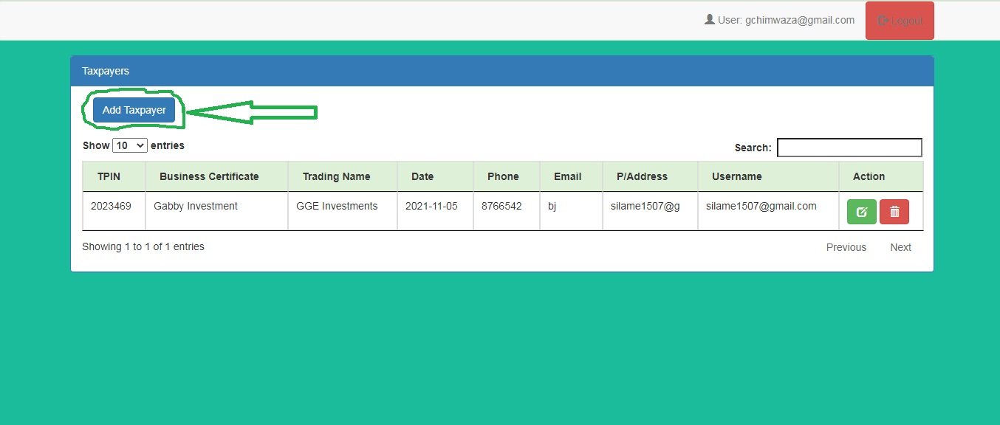 User: gchimwaza@gmail.com Logout
Taxpayers
Add Taxpayer
Show 10 entries Search:
TPIN Business Certificate Trading Name Date Phone Email P/Address Username Action
2023469 Gabby Investment GGE Investments 2021-11-05 8766542 bj silame1507@g silame1507@gmail.com
Showing 1 to 1 of 1 entries Previous Next